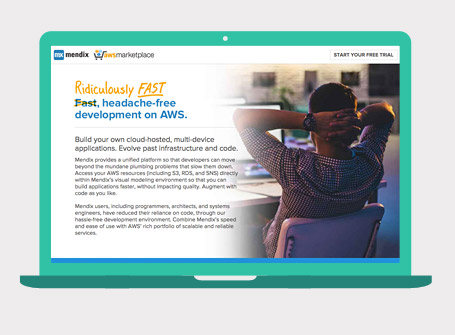 mx mendix awsmarketplace START YOUR FREE TRIAL
Ridiculously FAST
Fast, headache-free
development on AWS.
Build your own cloud-hosted, multi-device
applications. Evolve past infrastructure and code.
Mendix provides a unified platform so that developers can move
beyond the mundane plumbing problems that slow them down.
Access your AWS resources (including S3, RDS, and SNS) directly
within Mendix's visual modeling environment so that you can
build applications faster, without impacting quality. Augment with
code as you like.
Mendix users, including programmers, architects, and systems
engineers, have reduced their reliance on code, through our
hassle-free development environment. Combine Mendix's speed
and ease of use with AWS' rich portfolio of scalable and reliable
services.